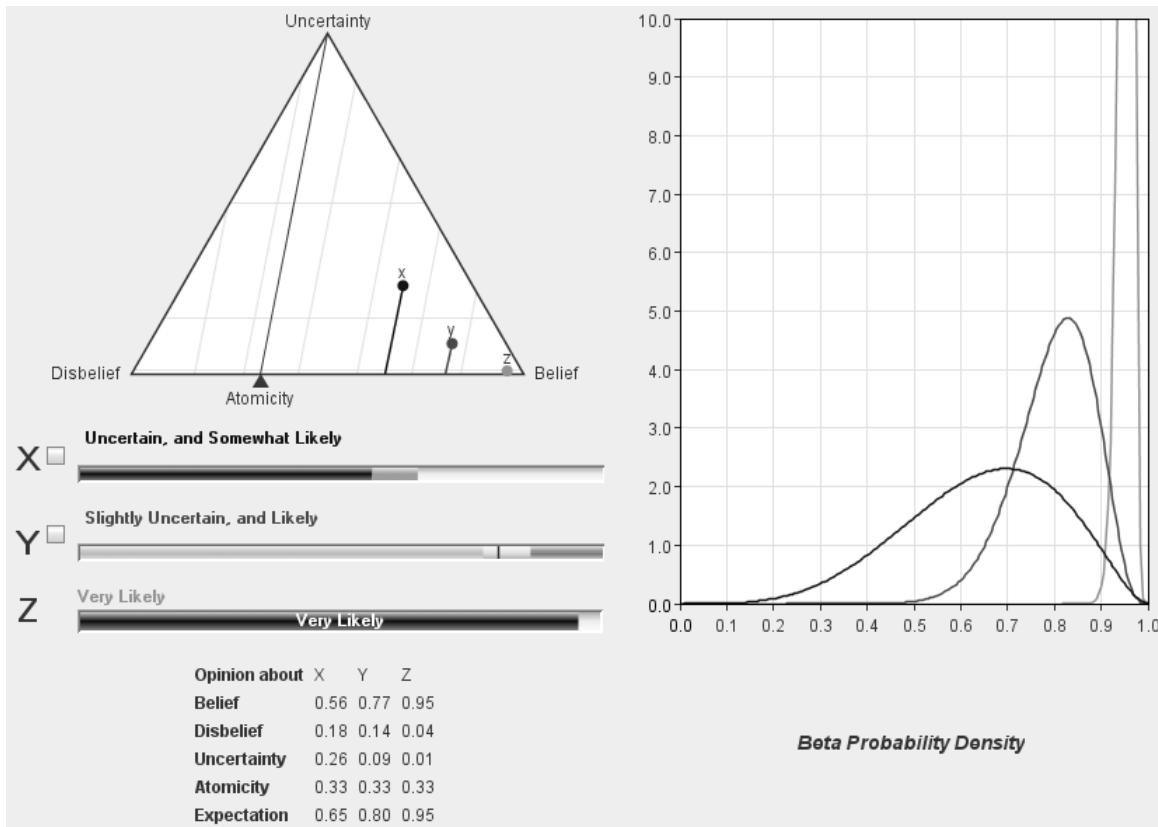 Uncertainty
x
y
z
Disbelief
Belief
Atomicity
X
Uncertain, and Somewhat Likely
Y
Slightly Uncertain, and Likely
Z
Very Likely
Very Likely
Opinion about X Y Z
Belief 0.56 0.77 0.95
Disbelief 0.18 0.14 0.04
Uncertainty 0.26 0.09 0.01
Atomicity 0.33 0.33 0.33
Expectation 0.65 0.80 0.95
10.0
9.0
8.0
7.0
6.0
5.0
4.0
3.0
2.0
1.0
0.0
0.0 0.1 0.2 0.3 0.4 0.5 0.6 0.7 0.8 0.9 1.0
Beta Probability Density